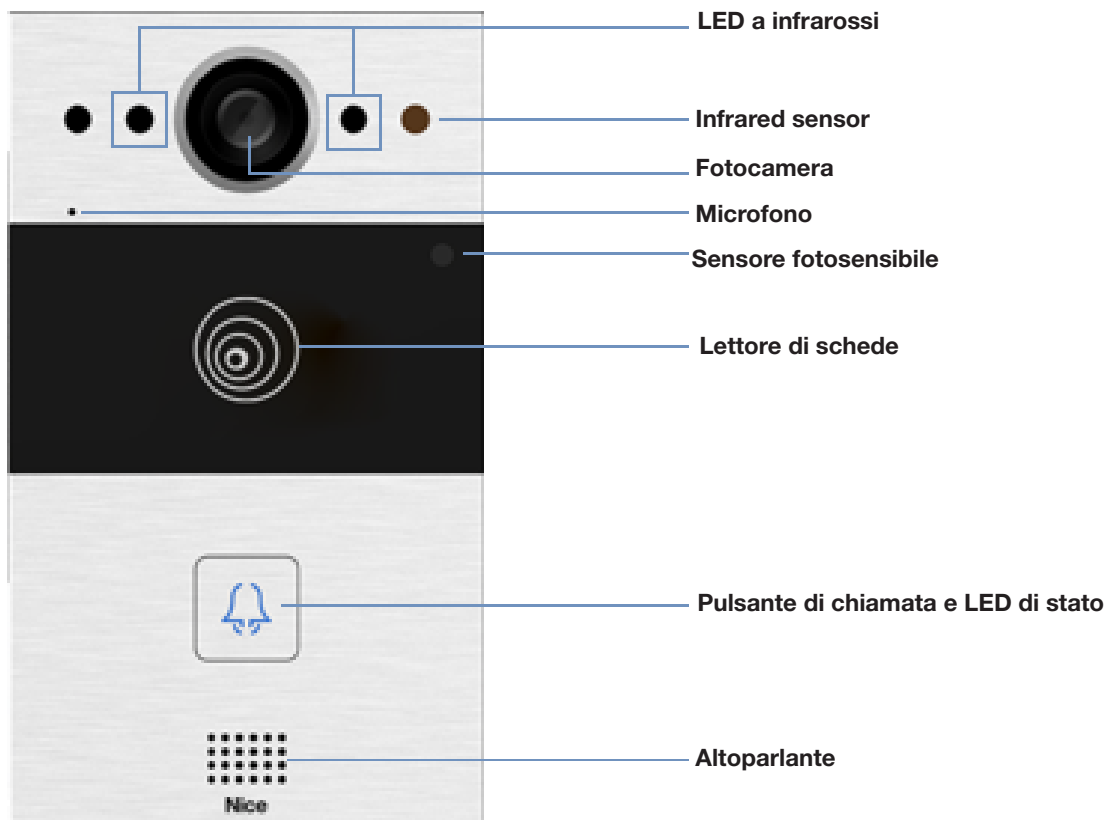 LED a infrarossi
Infrared sensor
Fotocamera
Microfono
Sensore fotosensibile
Lettore di schede
Pulsante di chiamata e LED di stato
Altoparlante
Nice